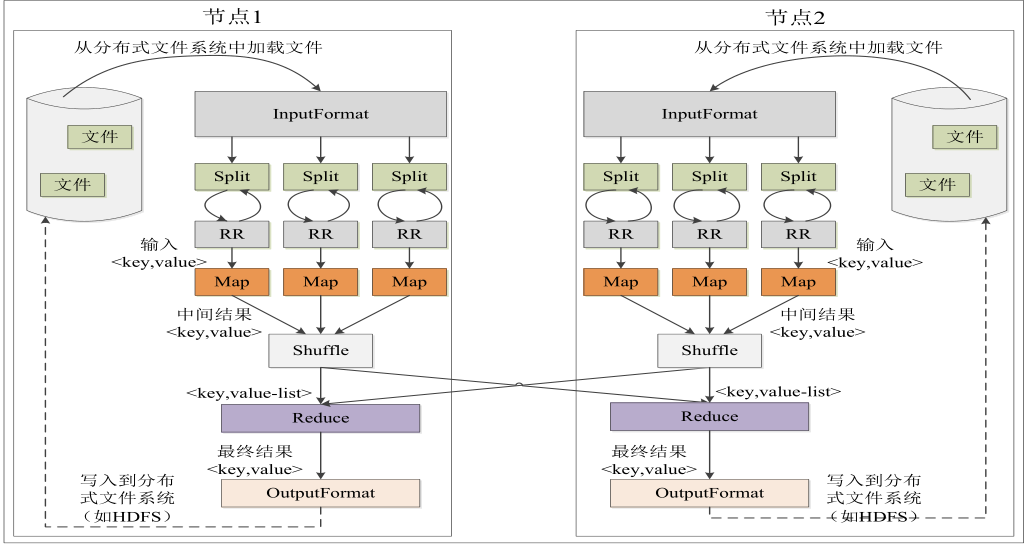 节点1
从分布式文件系统中加载文件
InputFormat
文件
文件
Split
Split
Split
RR
RR
RR
输入
<key,value>
Map
Map
Map
中间结果
<key,value>
Shuffle
<key,value-list>
Reduce
最终结果
<key,value>
OutputFormat
写入到分布
式文件系统
（如HDFS）
节点2
从分布式文件系统中加载文件
InputFormat
文件
文件
Split
Split
Split
RR
RR
RR
输入
<key,value>
Map
Map
Map
中间结果
<key,value>
Shuffle
<key,value-list>
Reduce
最终结果
<key,value>
OutputFormat
写入到分布
式文件系统
（如HDFS）